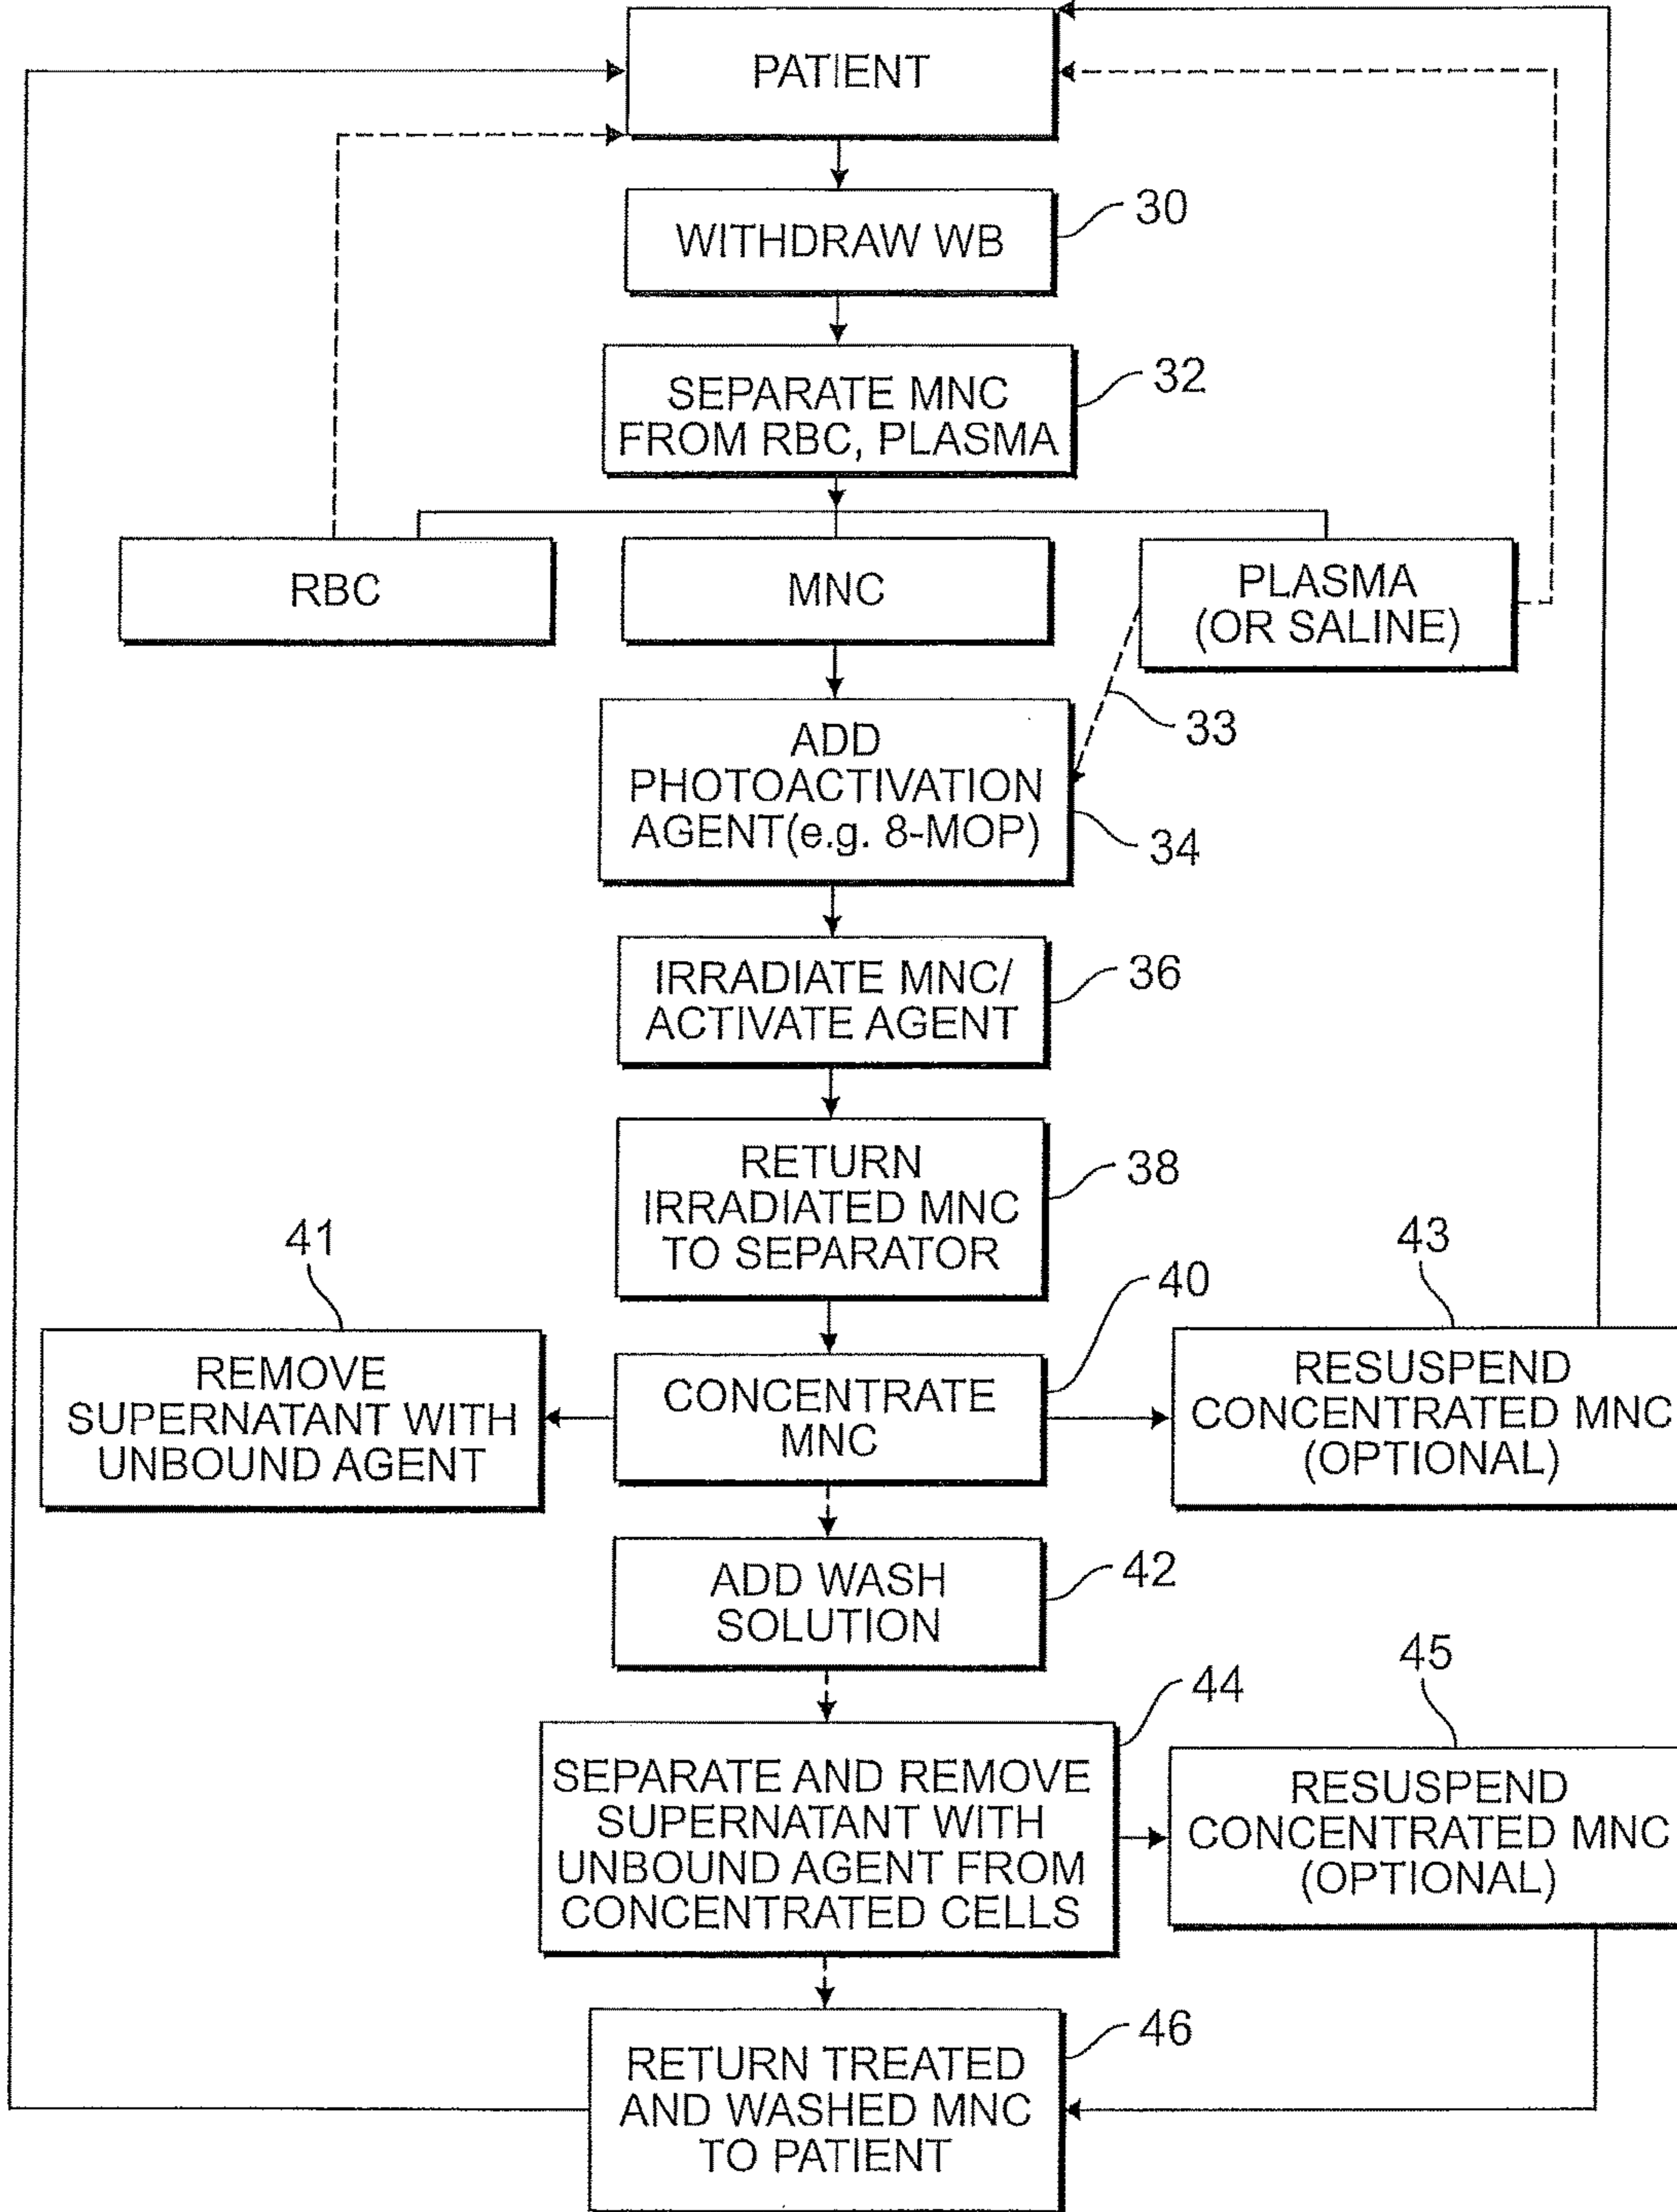 PATIENT
WITHDRAW WB
30
SEPARATE MNC
FROM RBC, PLASMA
32
RBC
MNC
PLASMA
(OR SALINE)
33
ADD
PHOTOACTIVATION
AGENT(e.g. 8-MOP)
34
IRRADIATE MNC/
ACTIVATE AGENT
36
RETURN
IRRADIATED MNC
TO SEPARATOR
38
41
REMOVE
SUPERNATANT WITH
UNBOUND AGENT
CONCENTRATE
MNC
40
43
RESUSPEND
CONCENTRATED MNC
(OPTIONAL)
ADD WASH
SOLUTION
42
SEPARATE AND REMOVE
SUPERNATANT WITH
UNBOUND AGENT FROM
CONCENTRATED CELLS
44
45
RESUSPEND
CONCENTRATED MNC
(OPTIONAL)
RETURN TREATED
AND WASHED MNC
TO PATIENT
46